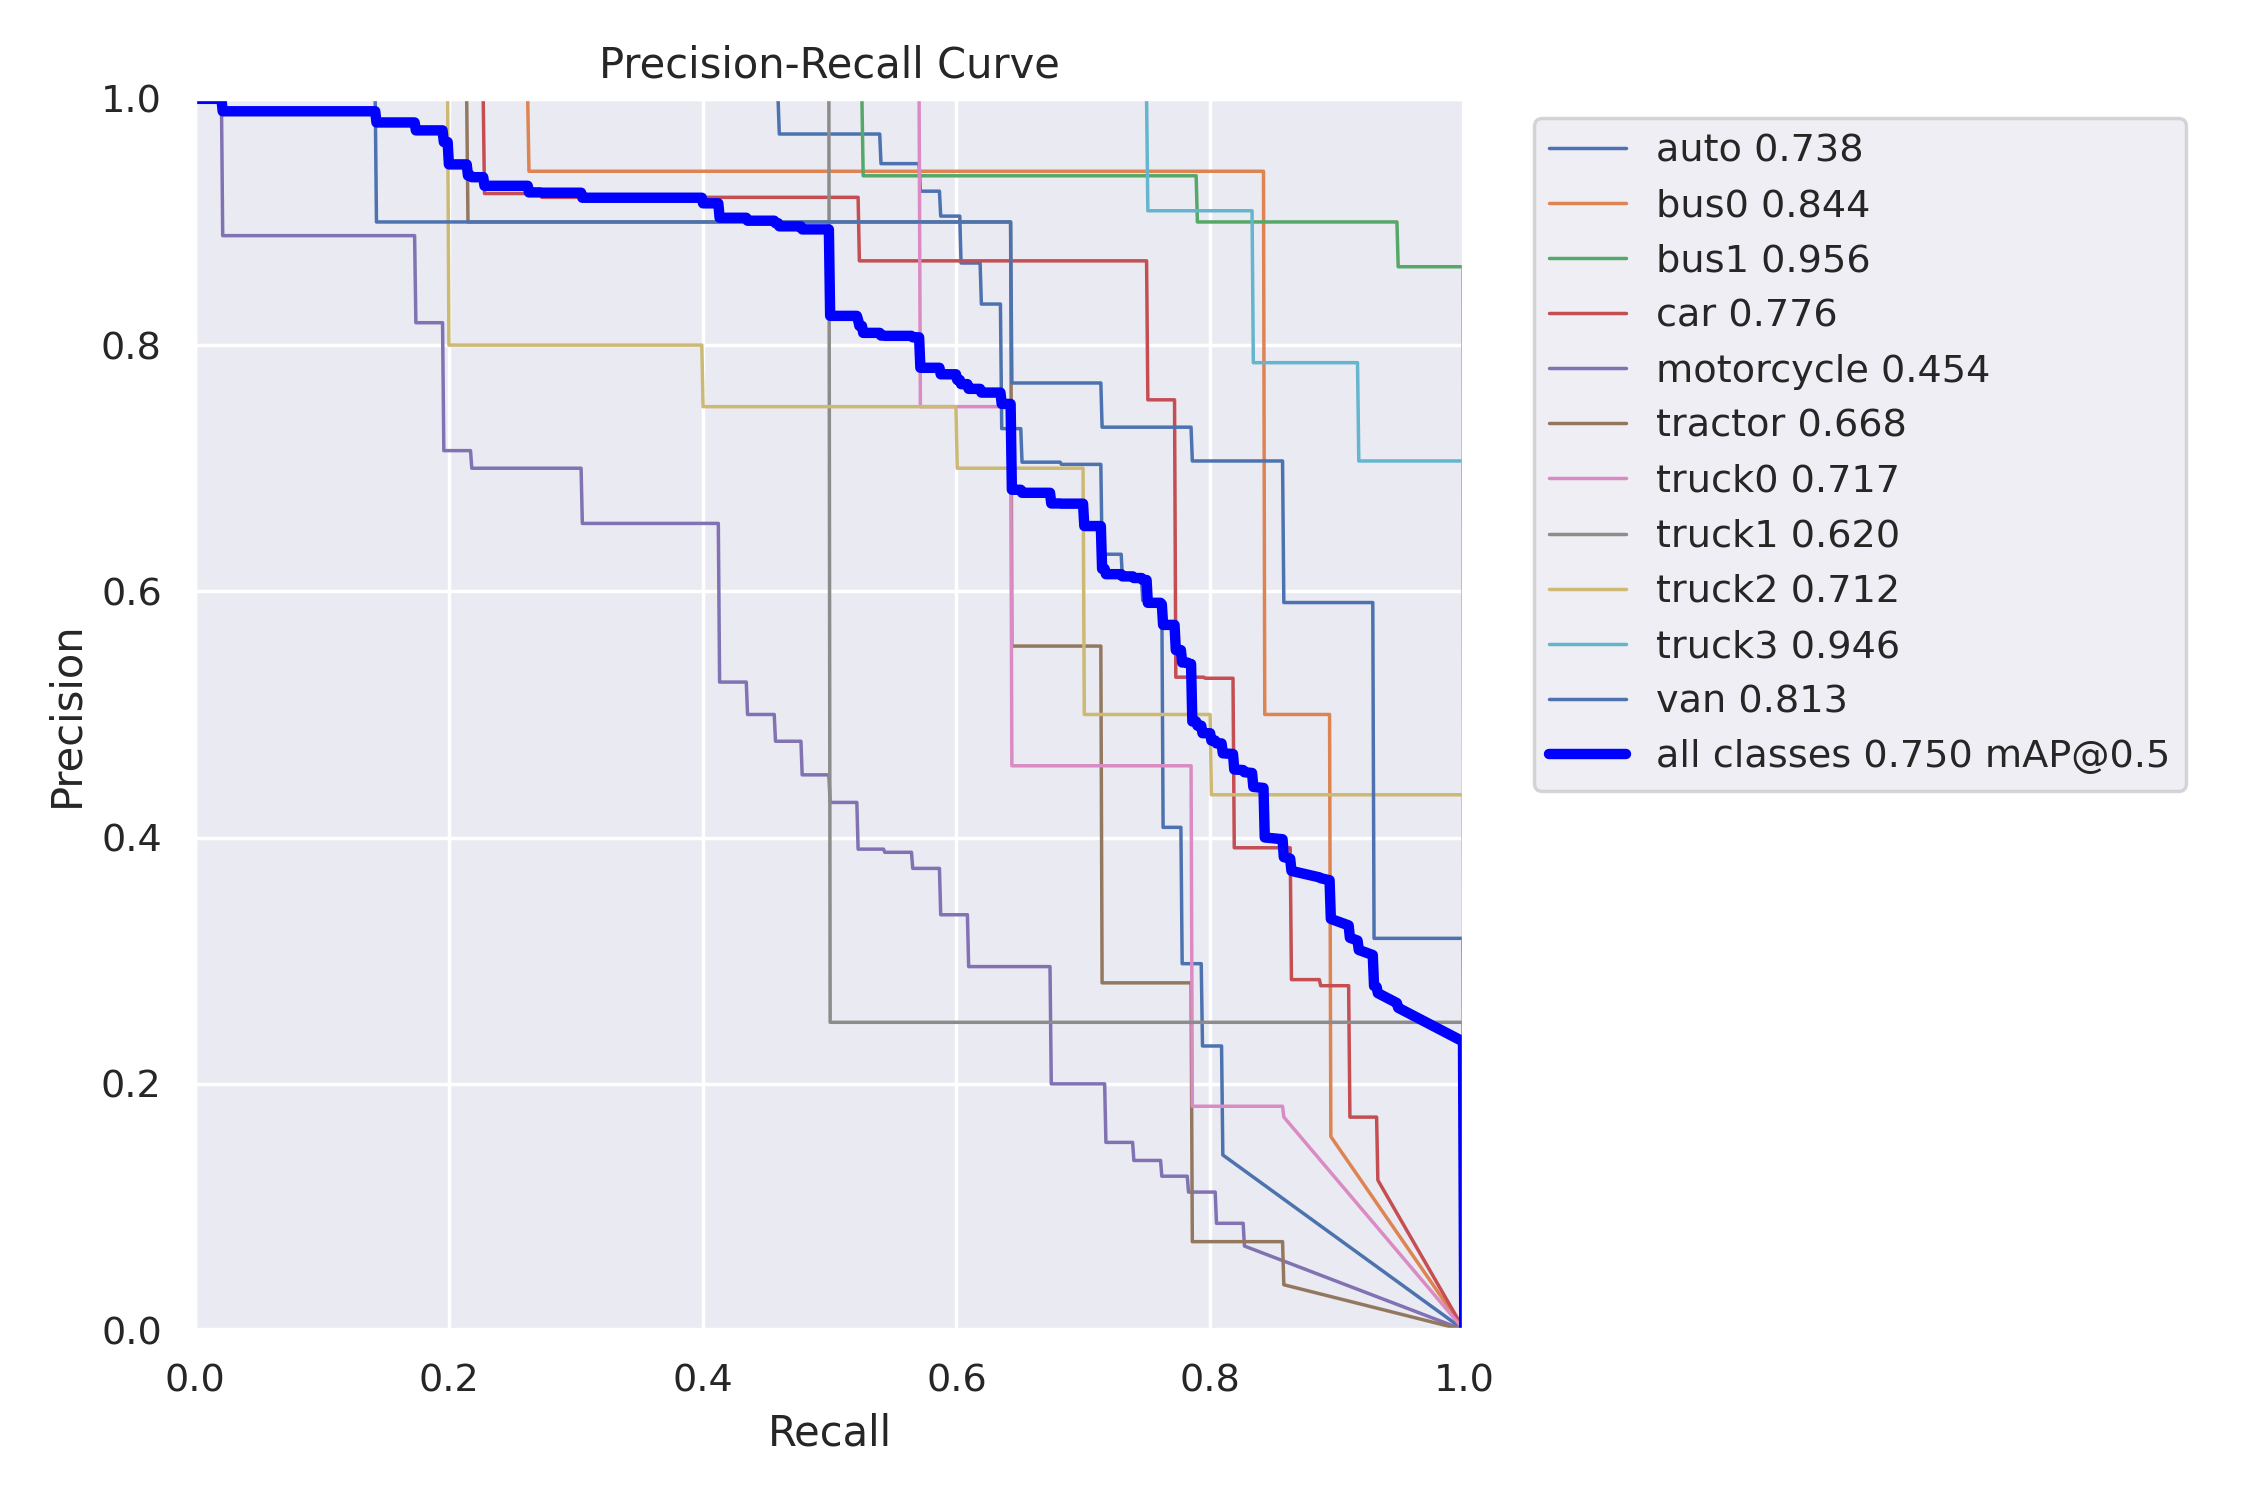 Precision-Recall Curve
1.0
0.8
0.6
0.4
0.2
0.0
Precision
0.0 0.2 0.4 0.6 0.8 1.0
Recall
auto 0.738
bus0 0.844
bus1 0.956
car 0.776
motorcycle 0.454
tractor 0.668
truck0 0.717
truck1 0.620
truck2 0.712
truck3 0.946
van 0.813
all classes 0.750 mAP@0.5